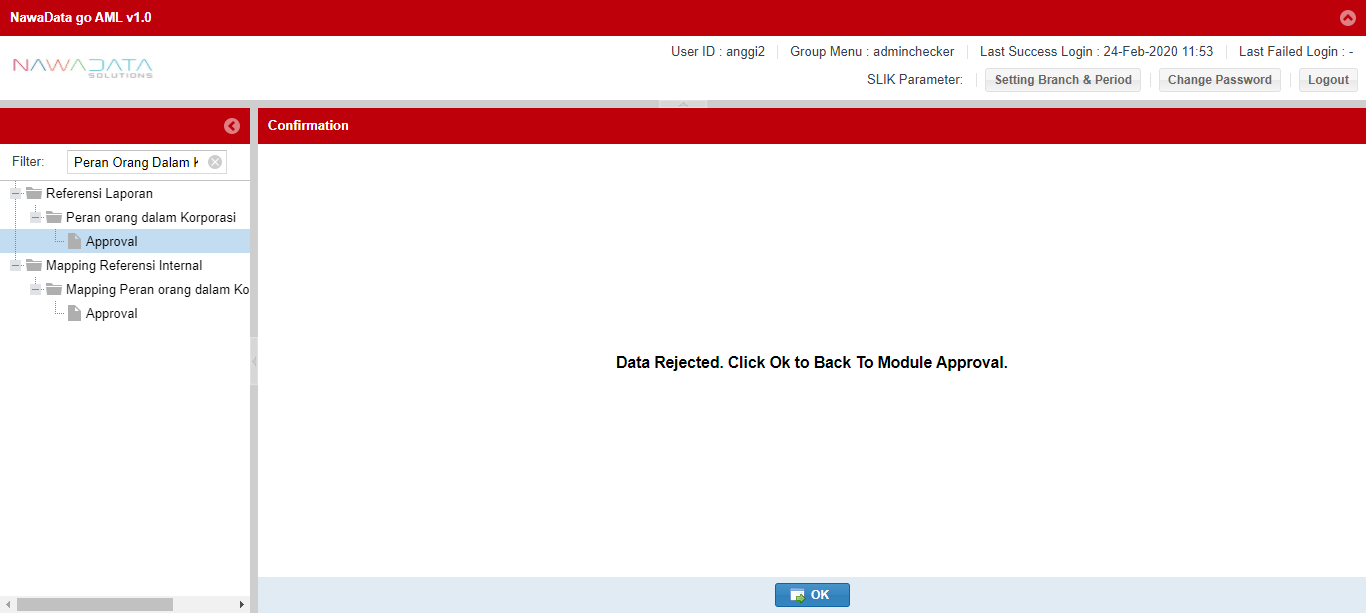 NawaData go AML v1.0
NAWADATA
SOLUTIONS
User ID : anggi2
Group Menu : adminchecker
Last Success Login : 24-Feb-2020 11:53
Last Failed Login : -
SLIK Parameter:
Setting Branch & Period
Change Password
Logout
Filter:
Peran Orang Dalam K
Referensi Laporan
Peran orang dalam Korporasi
Approval
Mapping Referensi Internal
Mapping Peran orang dalam Ko
Approval
Confirmation
Data Rejected. Click Ok to Back To Module Approval.
OK